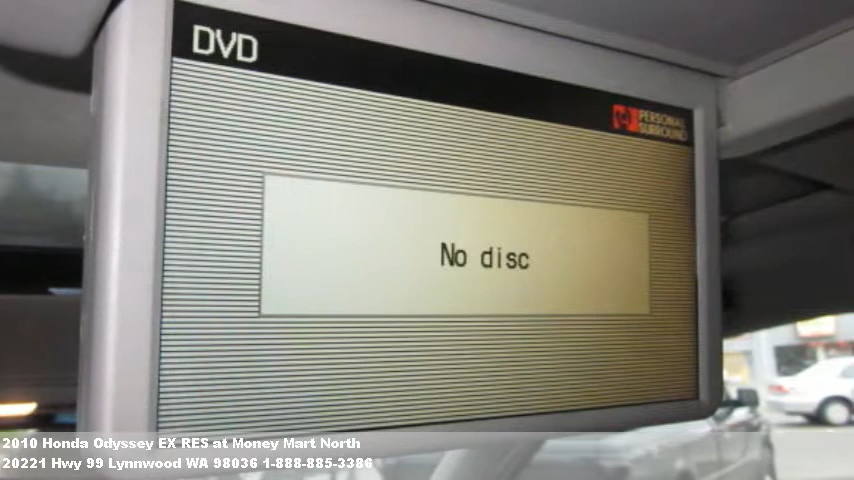 DVD
PERSONAL
SURROUND
No disc
2010 Honda Odyssey EX RES at Money Mart North
20221 Hwy 99 Lynnwood WA 98036 1-888-885-3386